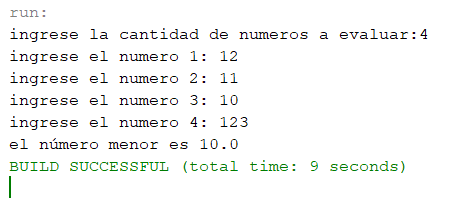 run:
ingrese la cantidad de numeros a evaluar:4
ingrese el numero 1: 12
ingrese el numero 2: 11
ingrese el numero 3: 10
ingrese el numero 4: 123
el número menor es 10.0
BUILD SUCCESSFUL (total time: 9 seconds)